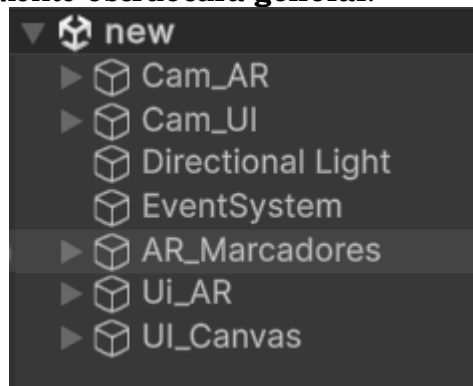 new
Cam_AR
Cam_UI
Directional Light
EventSystem
AR_Marcadores
Ui_AR
UI_Canvas